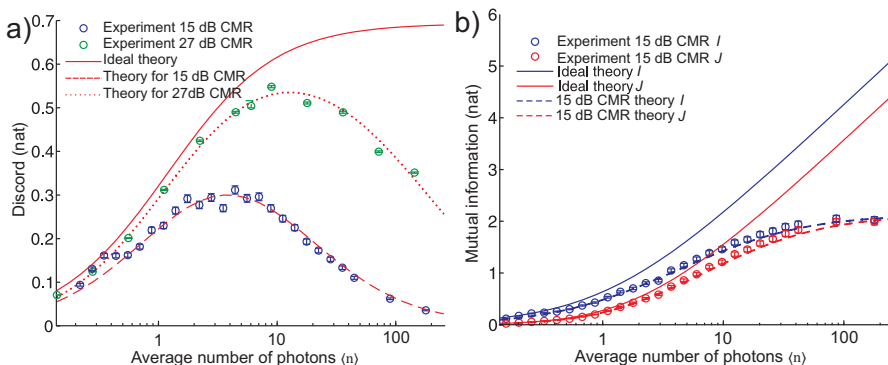 a)
0.7
0.6
0.5
0.4
0.3
0.2
0.1
0
Discord (nat)
Experiment 15 dB CMR
Experiment 27 dB CMR
Ideal theory
Theory for 15 dB CMR
Theory for 27dB CMR
1
10
100
Average number of photons ⟨n⟩
b)
6
5
4
3
2
1
0
Mutual information (nat)
Experiment 15 dB CMR I
Experiment 15 dB CMR J
Ideal theory I
Ideal theory J
15 dB CMR theory I
15 dB CMR theory J
1
10
100
Average number of photons ⟨n⟩